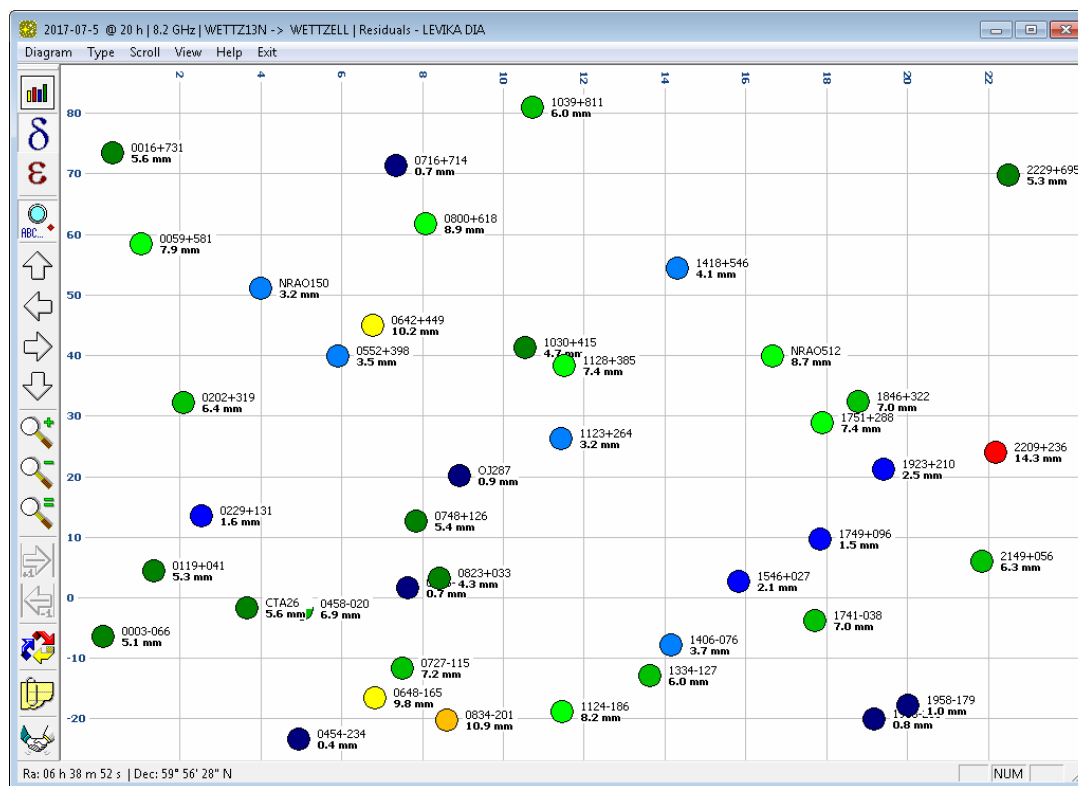 2017-07-5 @ 20 h | 8.2 GHz | WETTZ13N -> WETTZELL | Residuals - LEVIKA DIA
Diagram Type Scroll View Help Exit
2 4 6 8 10 12 14 16 18 20 22
δ
ε
ABC...
+1
-1
80
70
60
50
40
30
20
10
0
-10
-20
1039+811
6.0 mm
0016+731
5.6 mm
0716+714
0.7 mm
2229+695
5.3 mm
0800+618
8.9 mm
0059+581
7.9 mm
1418+546
4.1 mm
NRAO150
3.2 mm
0642+449
10.2 mm
0552+398
3.5 mm
1030+415
4.7 mm
1128+385
7.4 mm
NRAO512
8.7 mm
0202+319
6.4 mm
1846+322
7.0 mm
1751+288
7.4 mm
1123+264
3.2 mm
2209+236
14.3 mm
1923+210
2.5 mm
OJ287
0.9 mm
0229+131
1.6 mm
0748+126
5.4 mm
1749+096
1.5 mm
2149+056
6.3 mm
0119+041
5.3 mm
0823+033
4.3 mm
0.7 mm
1546+027
2.1 mm
CTA26
5.6 mm
0458-020
6.9 mm
1741-038
7.0 mm
0003-066
5.1 mm
1406-076
3.7 mm
0727-115
7.2 mm
1334-127
6.0 mm
0648-165
9.8 mm
0834-201
10.9 mm
1124-186
8.2 mm
1958-179
1.0 mm
0.8 mm
0454-234
0.4 mm
Ra: 06 h 38 m 52 s | Dec: 59° 56' 28" N
NUM